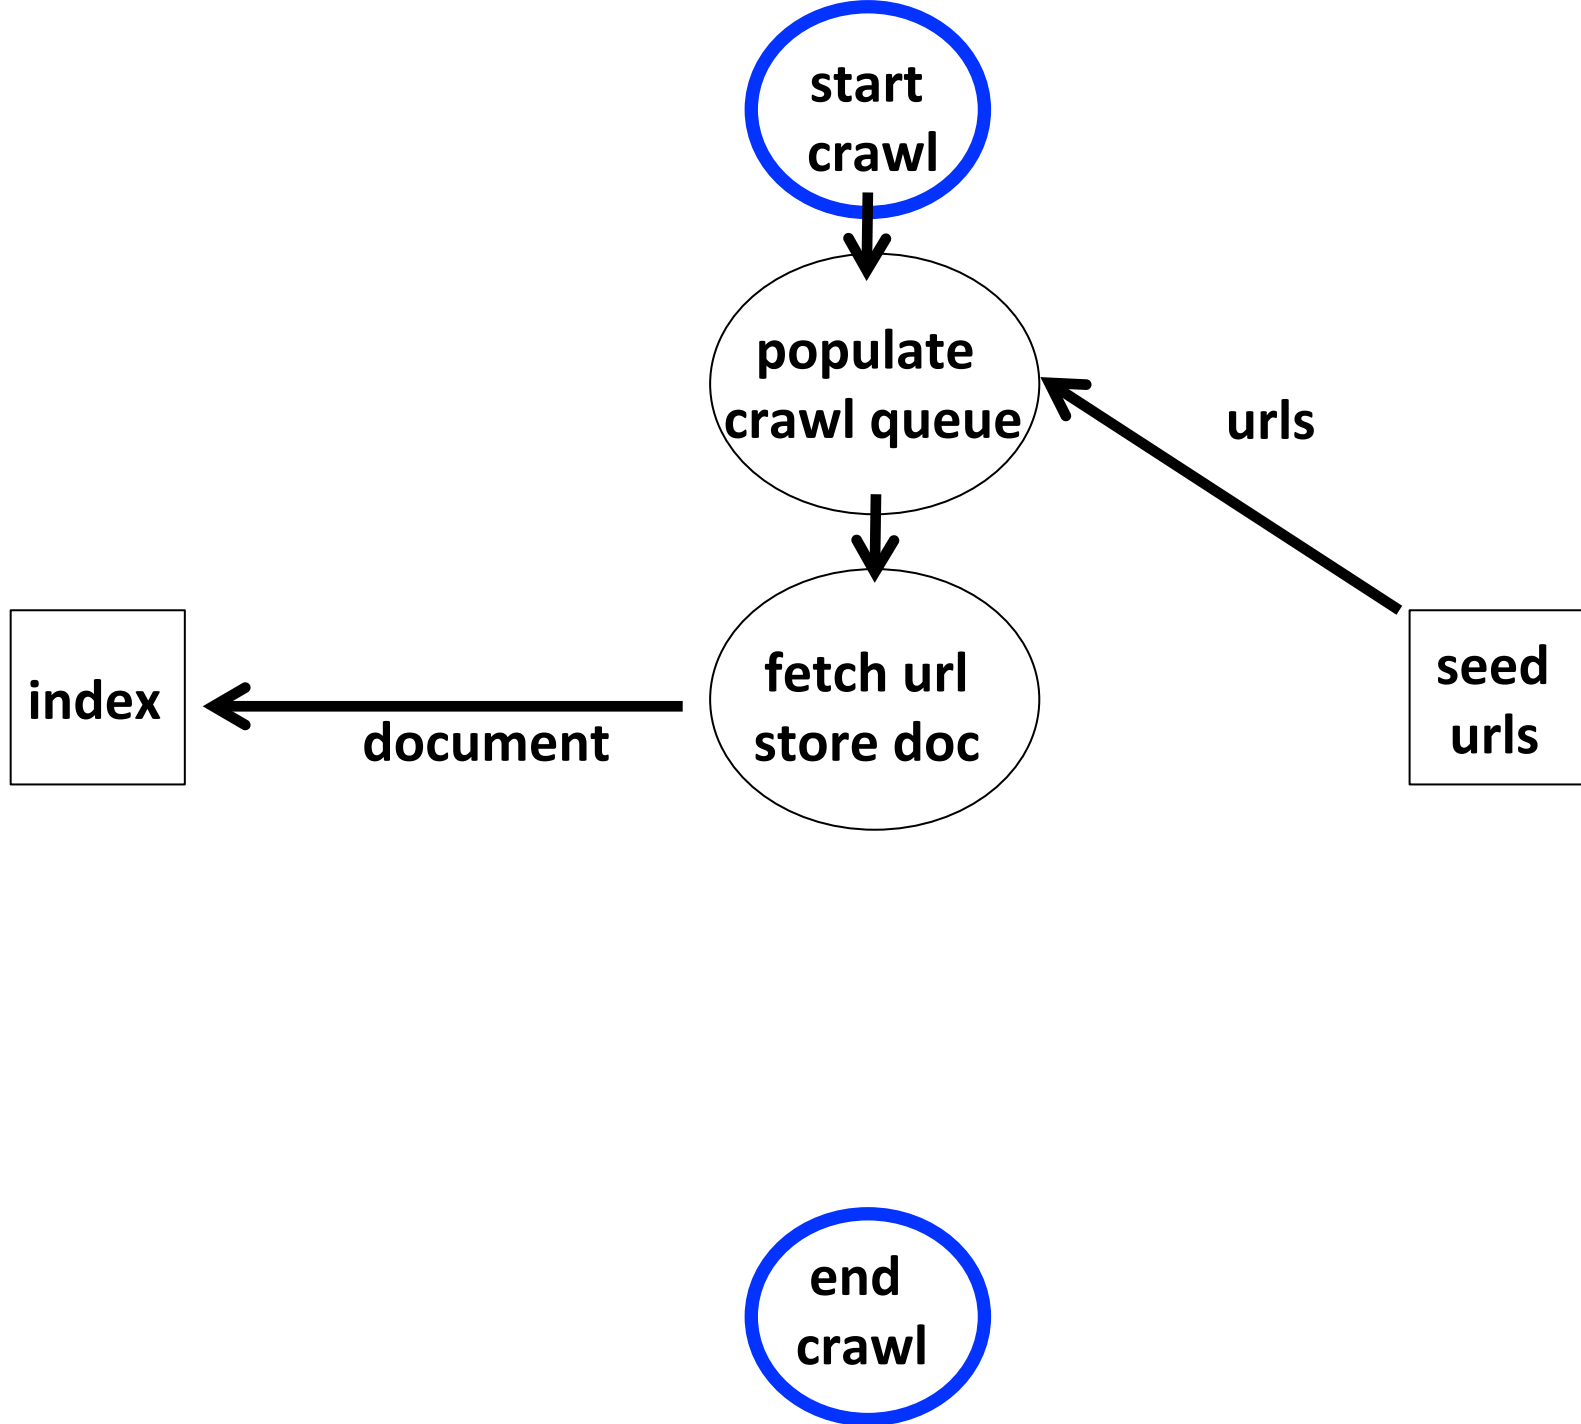 start
crawl
populate
crawl queue
urls
fetch url
store doc
index
document
seed
urls
end
crawl